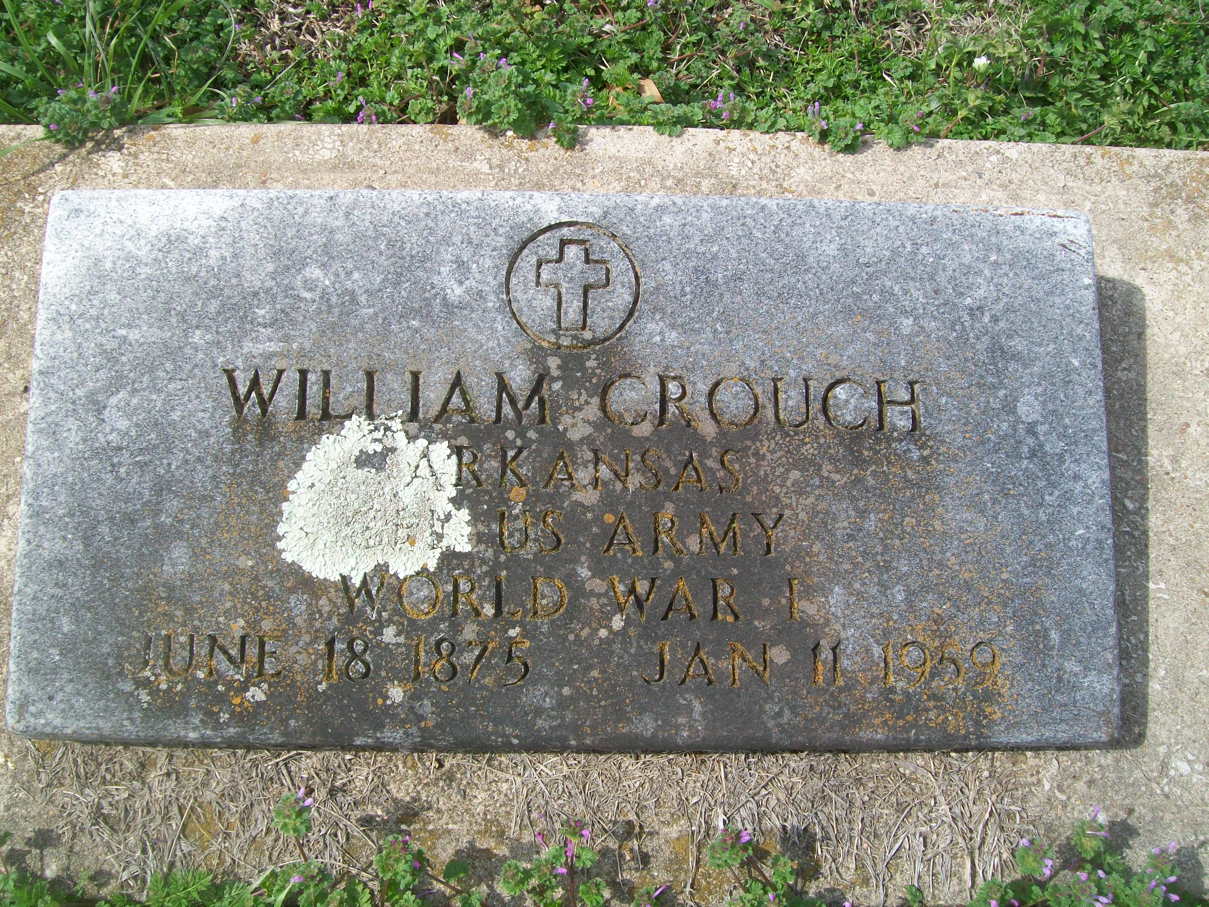 WILLIAM CROUCH
ARKANSAS
US ARMY
WORLD WAR I
JUNE 18 1875 JAN 11 1959